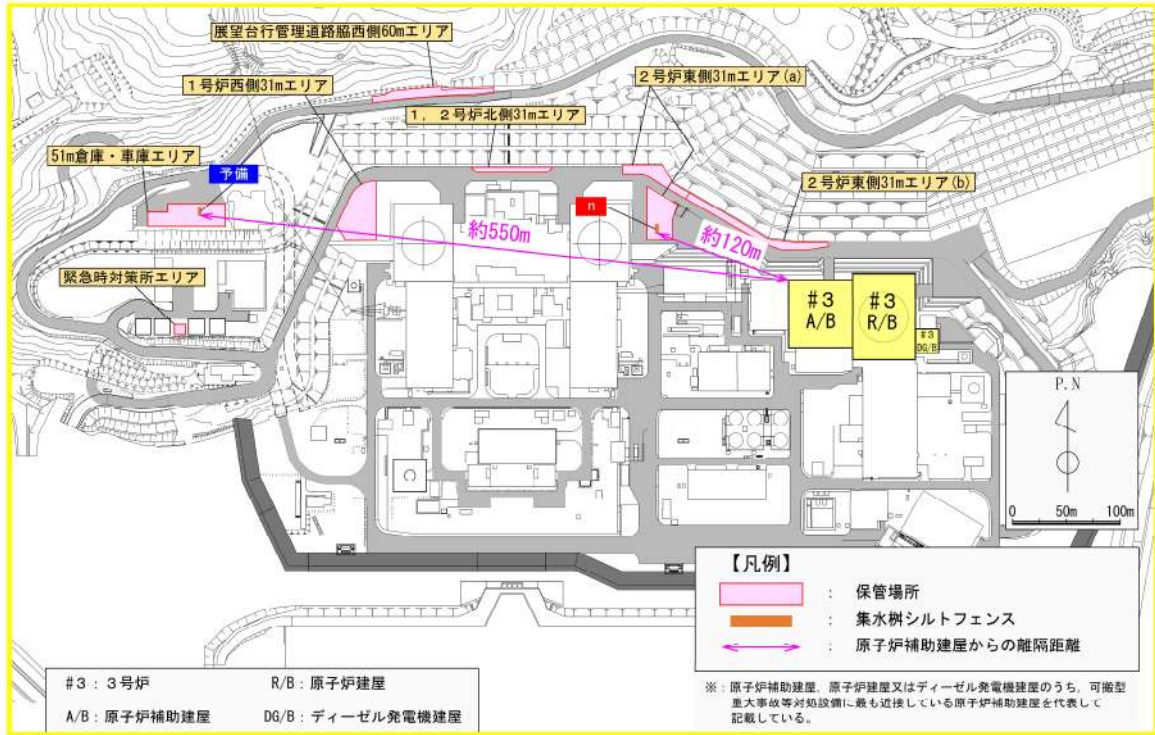 展望台行管理道路脇西側60mエリア
1号炉西側31mエリア
2号炉東側31mエリア(a)
1，2号炉北側31mエリア
51m倉庫・車庫エリア
予備
2号炉東側31mエリア(b)
n
約550m
約120m
緊急時対策所エリア
#3
A/B
#3
R/B
#3
DG/B
P.N
0 50m 100m
【凡例】
： 保管場所
： 集水桝シルトフェンス
： 原子炉補助建屋からの離隔距離
#3：3号炉 R/B：原子炉建屋
A/B：原子炉補助建屋 DG/B：ディーゼル発電機建屋
※：原子炉補助建屋，原子炉建屋又はディーゼル発電機建屋のうち，可搬型
重大事故等対処設備に最も近接している原子炉補助建屋を代表して
記載している。